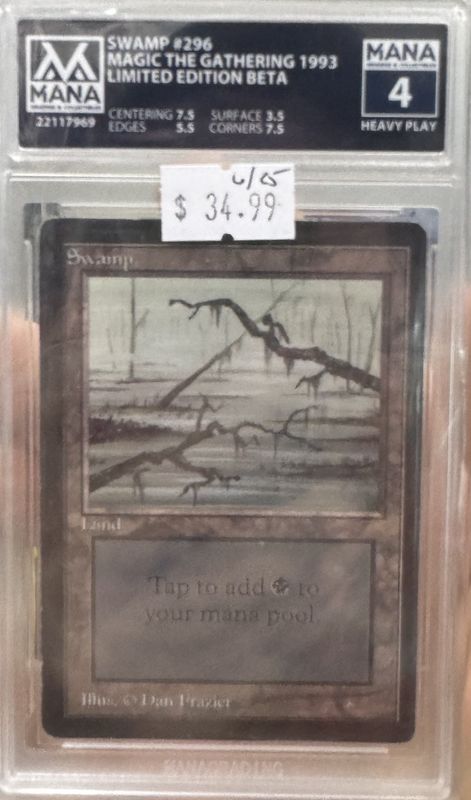 SWAMP #296
MAGIC THE GATHERING 1993
LIMITED EDITION BETA
MANA
22117969
CENTERING 7.5 SURFACE 3.5
EDGES 5.5 CORNERS 7.5
MANA
4
HEAVY PLAY
$ 34.99
Swamp
Land
Tap to add to
your mana pool.
Illus. © Dan Frazier
MANAGRADING